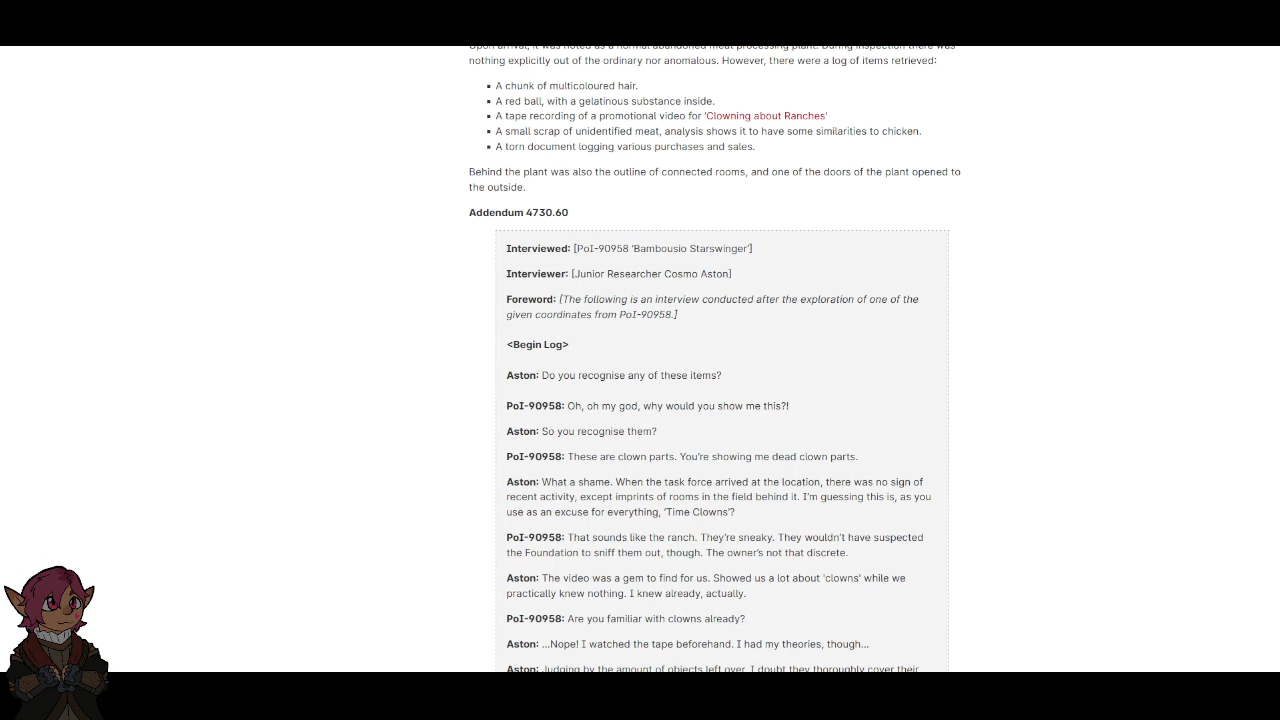 Upon arrival, it was noted as a normal abandoned meat processing plant. During inspection there was
nothing explicitly out of the ordinary nor anomalous. However, there were a log of items retrieved:
A chunk of multicoloured hair.
A red ball, with a gelatinous substance inside.
A tape recording of a promotional video for 'Clowning about Ranches'
A small scrap of unidentified meat, analysis shows it to have some similarities to chicken.
A torn document logging various purchases and sales.
Behind the plant was also the outline of connected rooms, and one of the doors of the plant opened to
the outside.
Addendum 4730.60
Interviewed: [PoI-90958 'Bambousio Starswinger']
Interviewer: [Junior Researcher Cosmo Aston]
Foreword: [The following is an interview conducted after the exploration of one of the
given coordinates from PoI-90958.]
<Begin Log>
Aston: Do you recognise any of these items?
PoI-90958: Oh, oh my god, why would you show me this?!
Aston: So you recognise them?
PoI-90958: These are clown parts. You're showing me dead clown parts.
Aston: What a shame. When the task force arrived at the location, there was no sign of
recent activity, except imprints of rooms in the field behind it. I'm guessing this is, as you
use as an excuse for everything, 'Time Clowns'?
PoI-90958: That sounds like the ranch. They're sneaky. They wouldn't have suspected
the Foundation to sniff them out, though. The owner's not that discrete.
Aston: The video was a gem to find for us. Showed us a lot about 'clowns' while we
practically knew nothing. I knew already, actually.
PoI-90958: Are you familiar with clowns already?
Aston: …Nope! I watched the tape beforehand. I had my theories, though…
Aston: Judging by the amount of objects left over, I doubt they thoroughly cover their